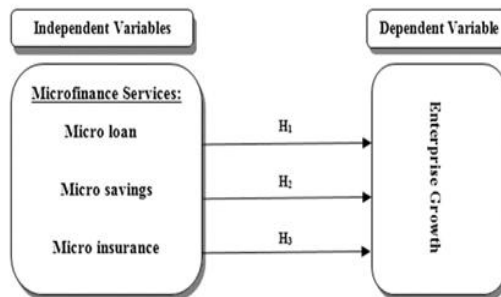 Independent Variables
Dependent Variable
Microfinance Services:
Micro loan
H₁
Micro savings
H₂
Micro insurance
H₃
Enterprise Growth